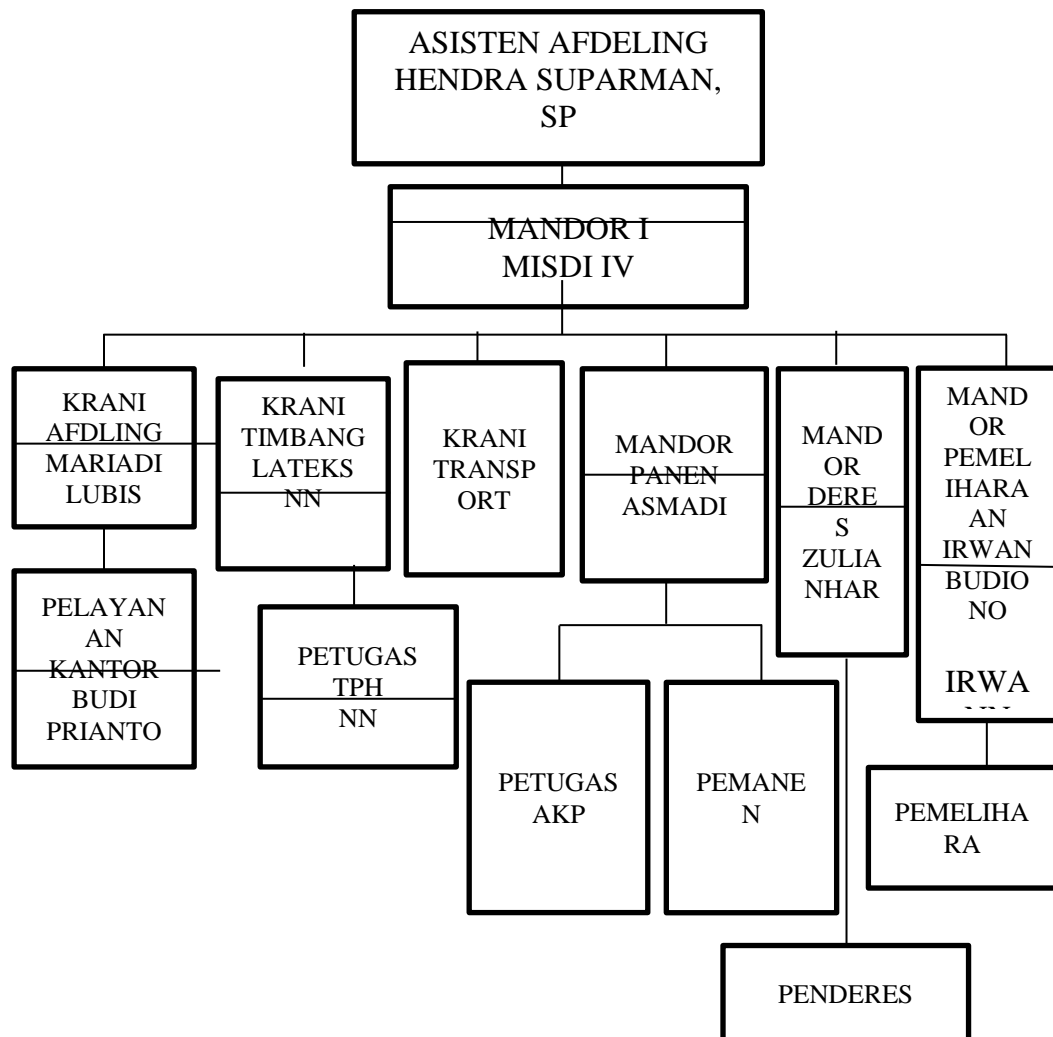 ASISTEN AFDELING
HENDRA SUPARMAN,
SP
MANDOR I
MISDI IV
KRANI
AFDLING
MARIADI
LUBIS
KRANI
TIMBANG
LATEKS
NN
KRANI
TRANSP
ORT
MANDOR
PANEN
ASMADI
MAND
OR
DERE
S
ZULIA
NHAR
MAND
OR
PEMEL
IHARA
AN
IRWAN
BUDIO
NO
IRWA
PELAYAN
AN
KANTOR
BUDI
PRIANTO
PETUGAS
TPH
NN
PETUGAS
AKP
PEMANE
N
PEMELIHA
RA
PENDERES